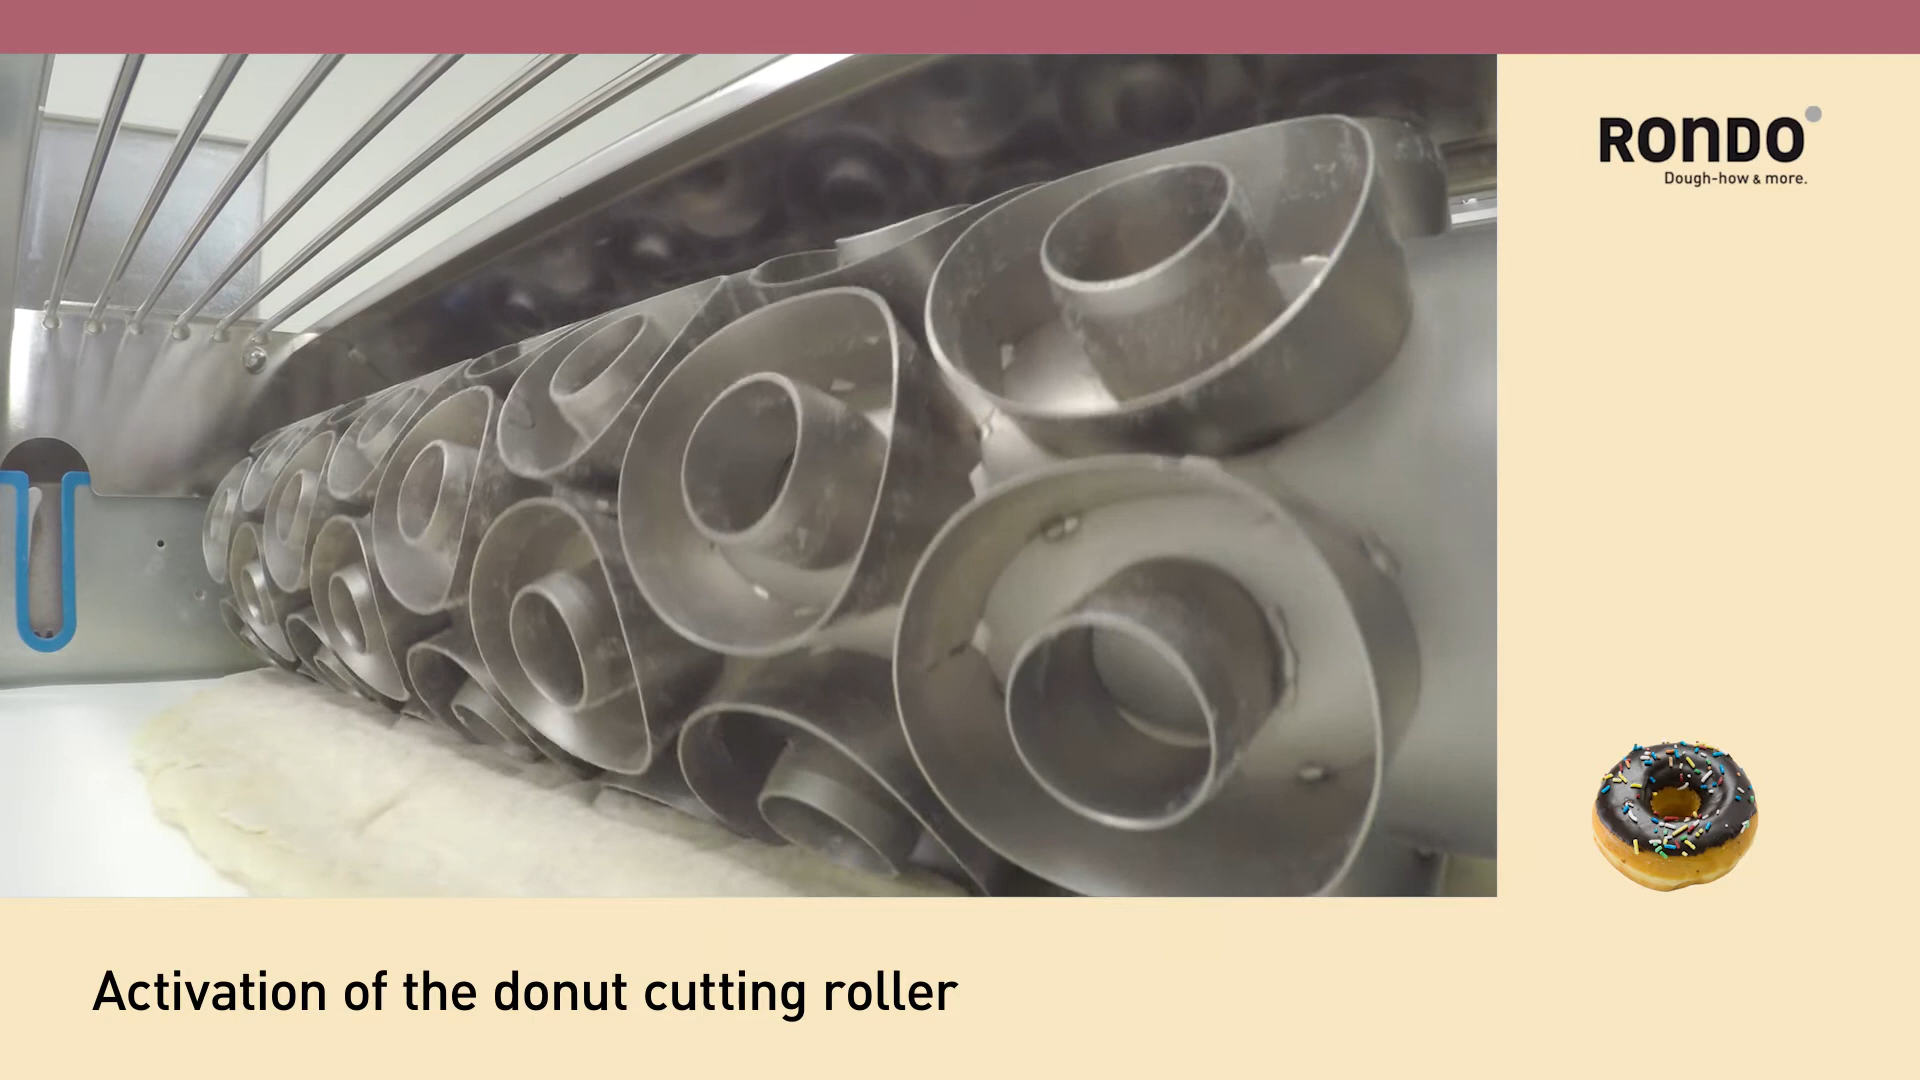 RONDO
Dough-how & more.
Activation of the donut cutting roller